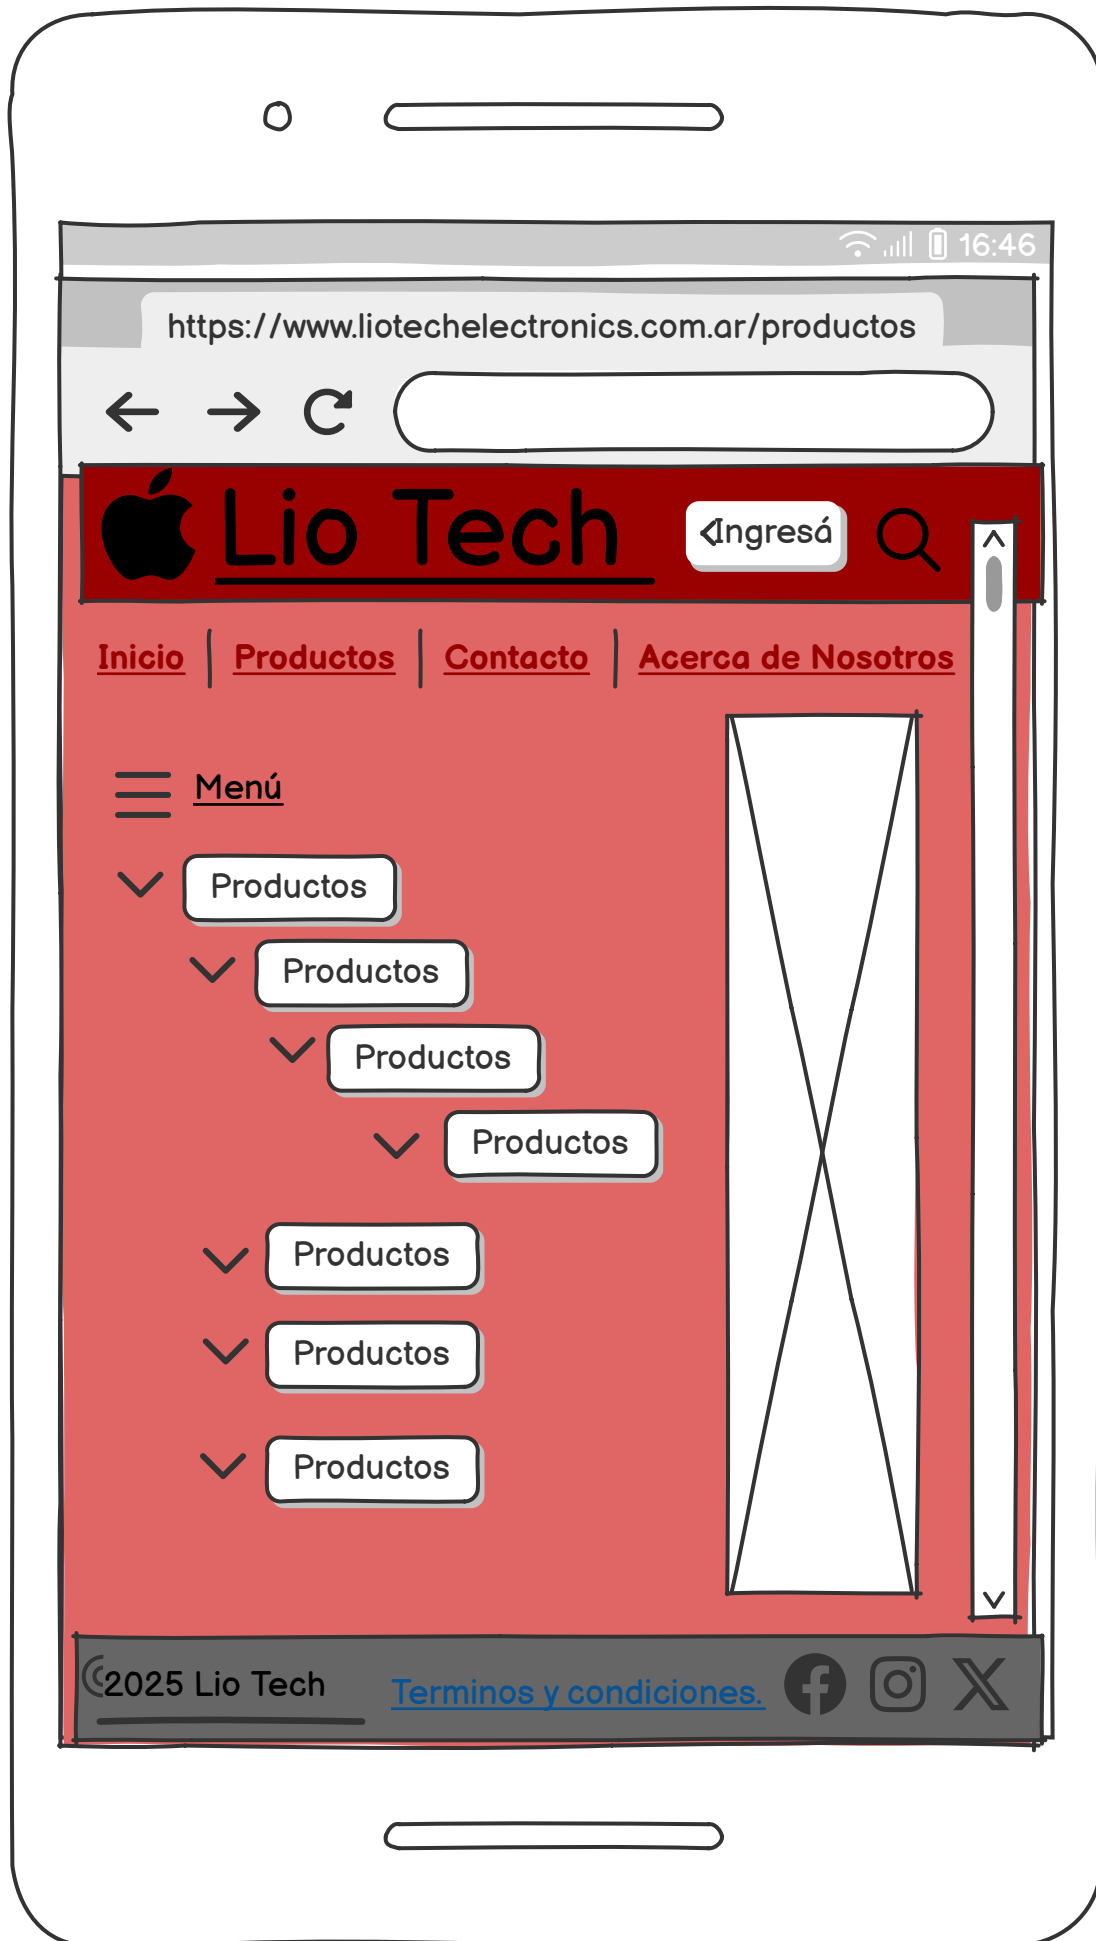 16:46
https://www.liotechelectronics.com.ar/productos
Lio Tech
Ingresá
Inicio Productos Contacto Acerca de Nosotros
Menú
Productos
Productos
Productos
Productos
Productos
Productos
Productos
2025 Lio Tech
Terminos y condiciones.